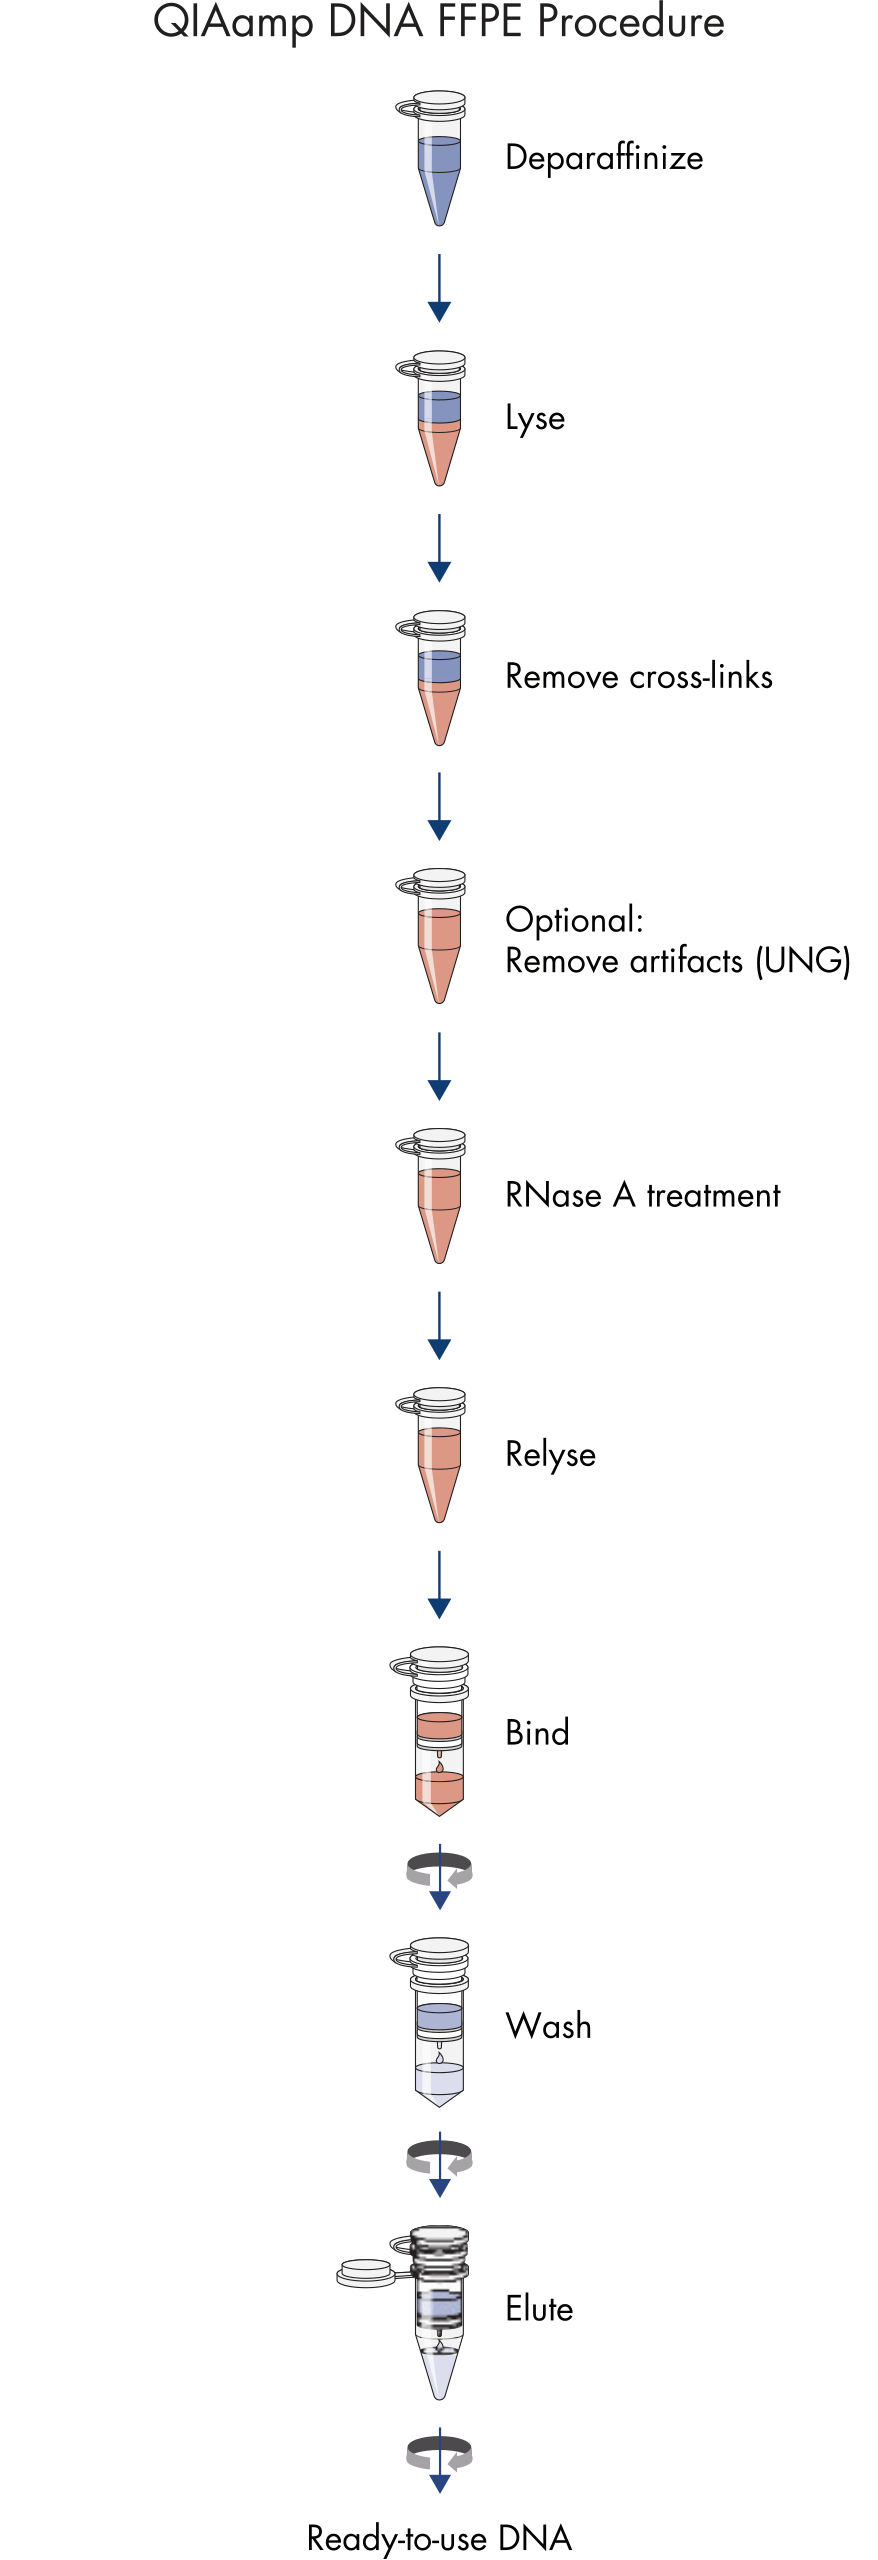 QIAamp DNA FFPE Procedure
Deparaffinize
Lyse
Remove cross-links
Optional:
Remove artifacts (UNG)
RNase A treatment
Relyse
Bind
Wash
Elute
Ready-to-use DNA